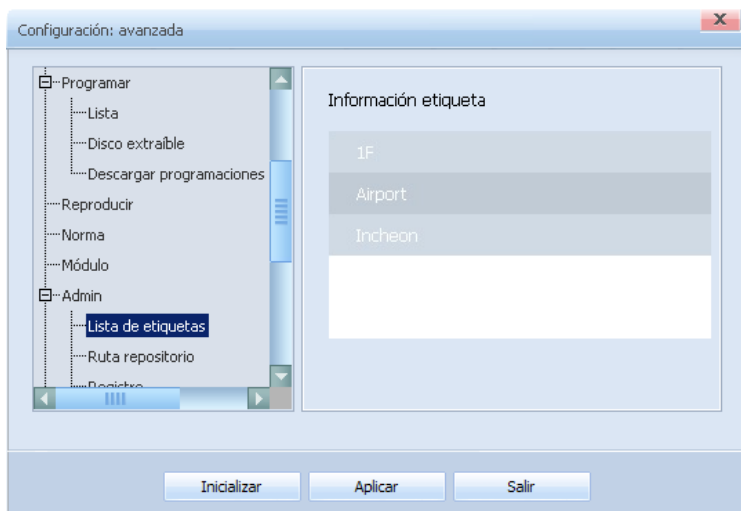 Configuración: avanzada
Programar
Lista
Disco extraíble
Descargar programaciones
Reproducir
Norma
Módulo
Admin
Lista de etiquetas
Ruta repositorio
Registro
Información etiqueta
1F
Airport
Incheon
Inicializar
Aplicar
Salir